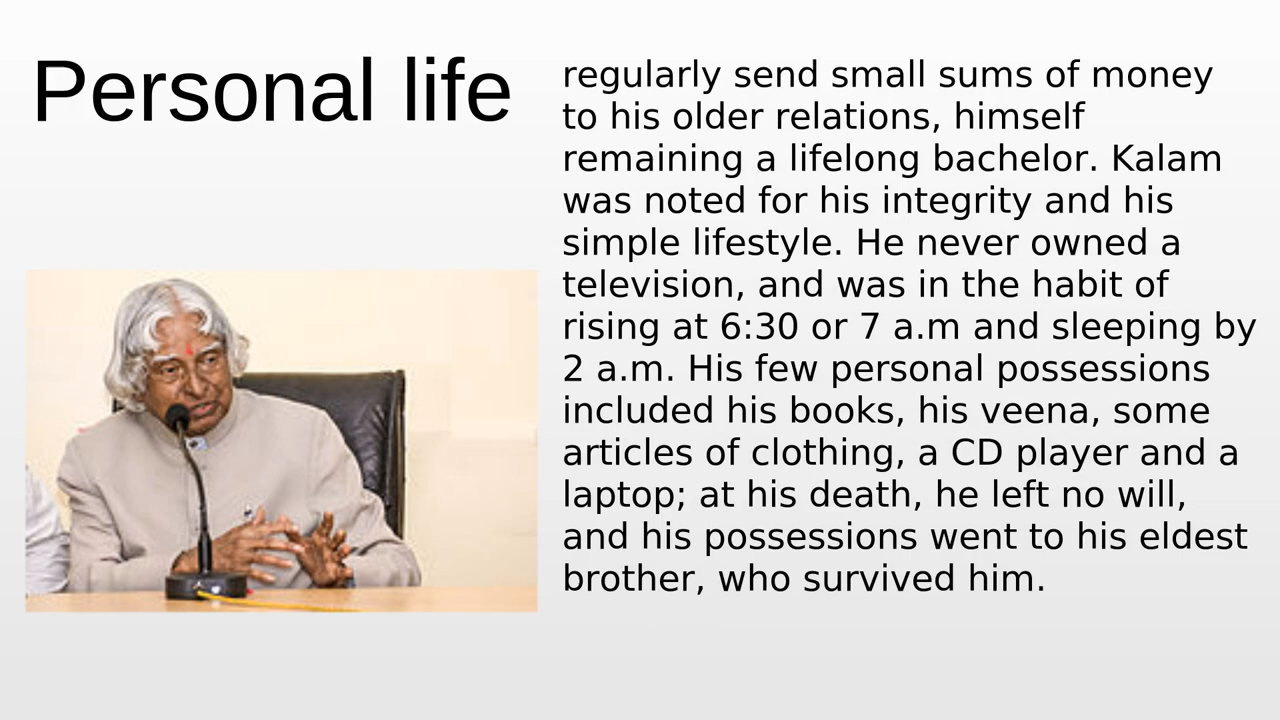 Personal life
regularly send small sums of money
to his older relations, himself
remaining a lifelong bachelor. Kalam
was noted for his integrity and his
simple lifestyle. He never owned a
television, and was in the habit of
rising at 6:30 or 7 a.m and sleeping by
2 a.m. His few personal possessions
included his books, his veena, some
articles of clothing, a CD player and a
laptop; at his death, he left no will,
and his possessions went to his eldest
brother, who survived him.